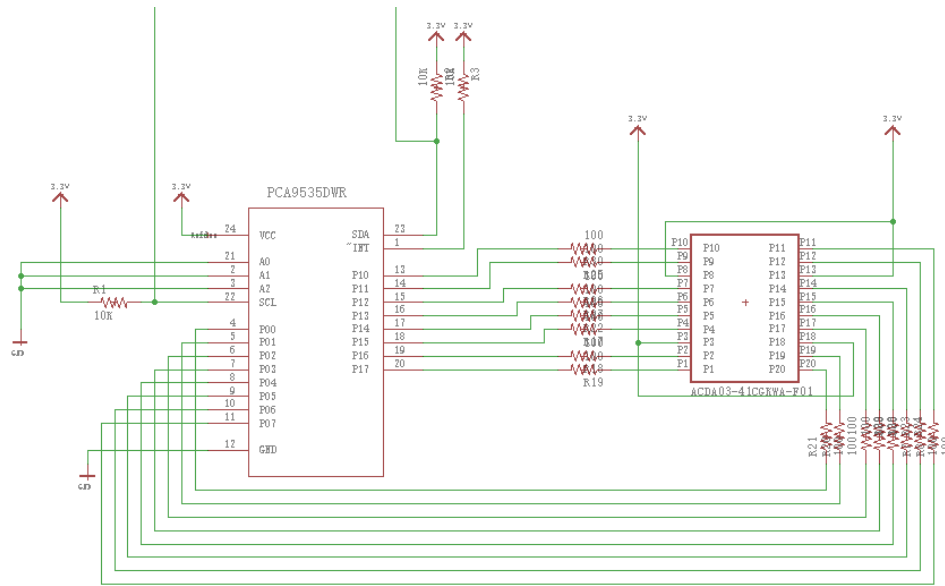 3.3V 3.3V
10K R3
3.3V 3.3V
3.3V 3.3V
PCA9535DWR
24 VCC SDA 23
~INT 1
21 A0
2 A1
3 A2
22 SCL
R1
10K
P10 13
P11 14
P12 15
P13 16
P14 17
P15 18
P16 19
P17 20
4 P00
5 P01
6 P02
7 P03
8 P04
9 P05
10 P06
11 P07
12 GND
GND
GND
100
P10 P10 P11 P11
P9 P9 P12 P12
P8 P8 P13 P13
P7 P7 P14 P14
P6 P6 P15 P15
P5 P5 P16 P16
P4 P4 P17 P17
P3 P3 P18 P18
P2 P2 P19 P19
P1 P1 P20 P20
R18
R19
ACDA03-41CGKWA-F01
R21
100